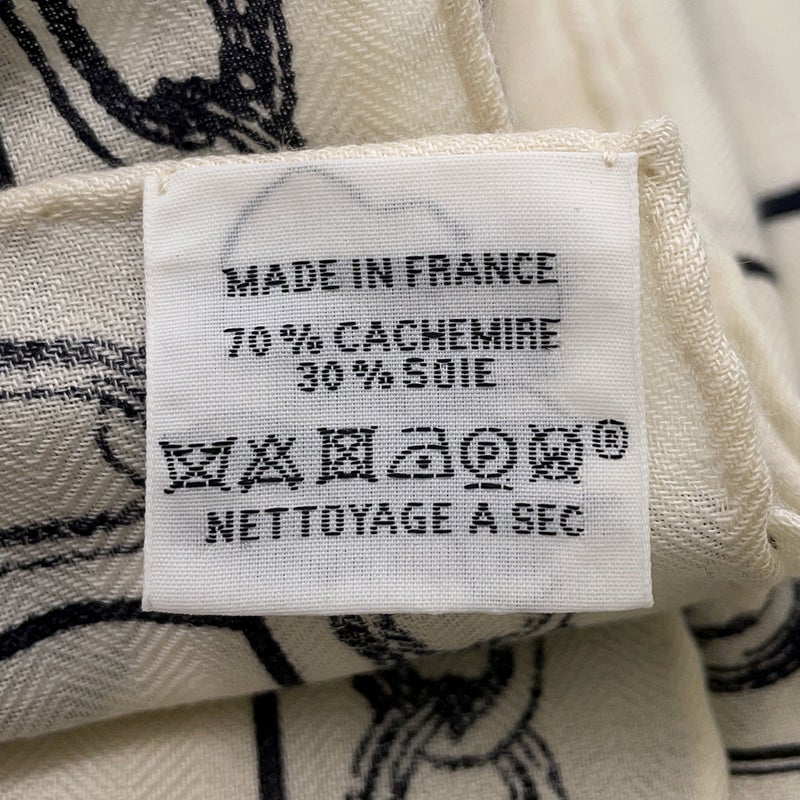 MADE IN FRANCE
70 % CACHEMIRE
30 % SOIE
P W ®
NETTOYAGE A SEC